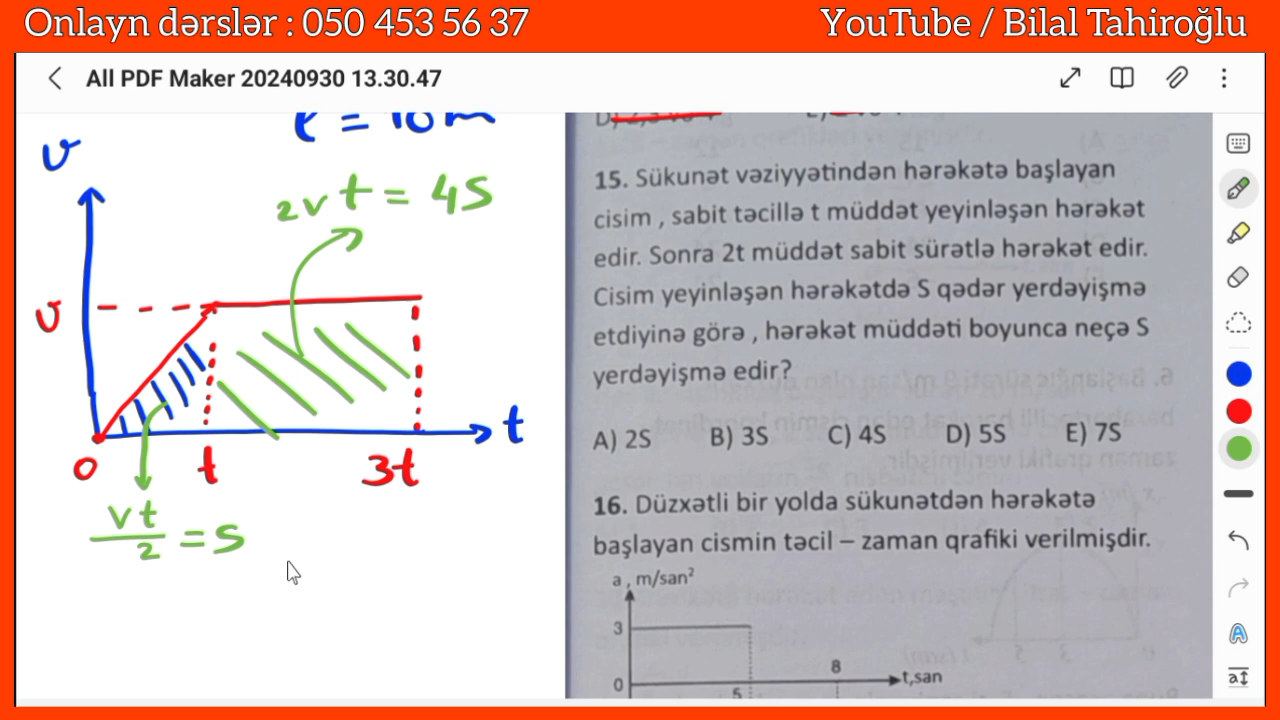 Onlayn dərslər : 050 453 56 37
YouTube / Bilal Tahiroğlu
All PDF Maker 20240930 13.30.47
l = 10m
v
2vt = 4S
v
0
t
3t
t
vt/2 = S
15. Sükunət vəziyyətindən hərəkətə başlayan
cisim , sabit təcillə t müddət yeyinləşən hərəkət
edir. Sonra 2t müddət sabit sürətlə hərəkət edir.
Cisim yeyinləşən hərəkətdə S qədər yerdəyişmə
etdiyinə görə , hərəkət müddəti boyunca neçə S
yerdəyişmə edir?
A) 2S B) 3S C) 4S D) 5S E) 7S
16. Düzxətli bir yolda sükunətdən hərəkətə
başlayan cismin təcil – zaman qrafiki verilmişdir.
a , m/san²
3
0
5
8
t,san